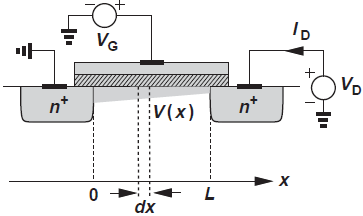 − +
V_G
I_D
+
V_D
−
n⁺
V(x)
n⁺
x
0
dx
L